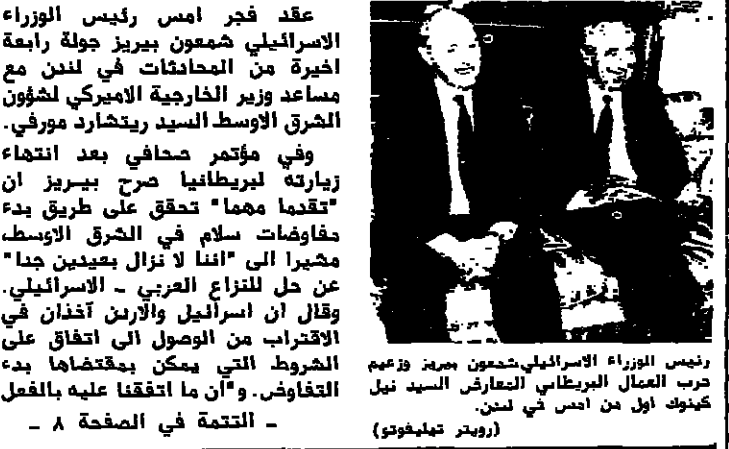 عقد فجر امس رئيس الوزراء
الاسرائيلي شمعون بيريز جولة رابعة
اخيرة من المحادثات في لندن مع
مساعد وزير الخارجية الاميركي لشؤون
الشرق الاوسط السيد ريتشارد مورفي.
وفي مؤتمر صحافي بعد انتهاء
زيارته لبريطانيا صرح بيريز ان
"تقدما مهما" تحقق على طريق بدء
مفاوضات سلام في الشرق الاوسط،
مشيرا الى "اننا لا نزال بعيدين جدا"
عن حل للنزاع العربي – الاسرائيلي.
وقال ان اسرائيل والاردن آخذان في
الاقتراب من الوصول الى اتفاق على
الشروط التي يمكن بمقتضاها بدء
التفاوض. و"ان ما اتفقنا عليه بالفعل
– التتمة في الصفحة ٨ –
رئيس الوزراء الاسرائيلي شمعون بيريز وزعيم
حزب العمال البريطاني المعارض السيد نيل
كينوك اول من امس في لندن.
(رويتر تيليفوتو)